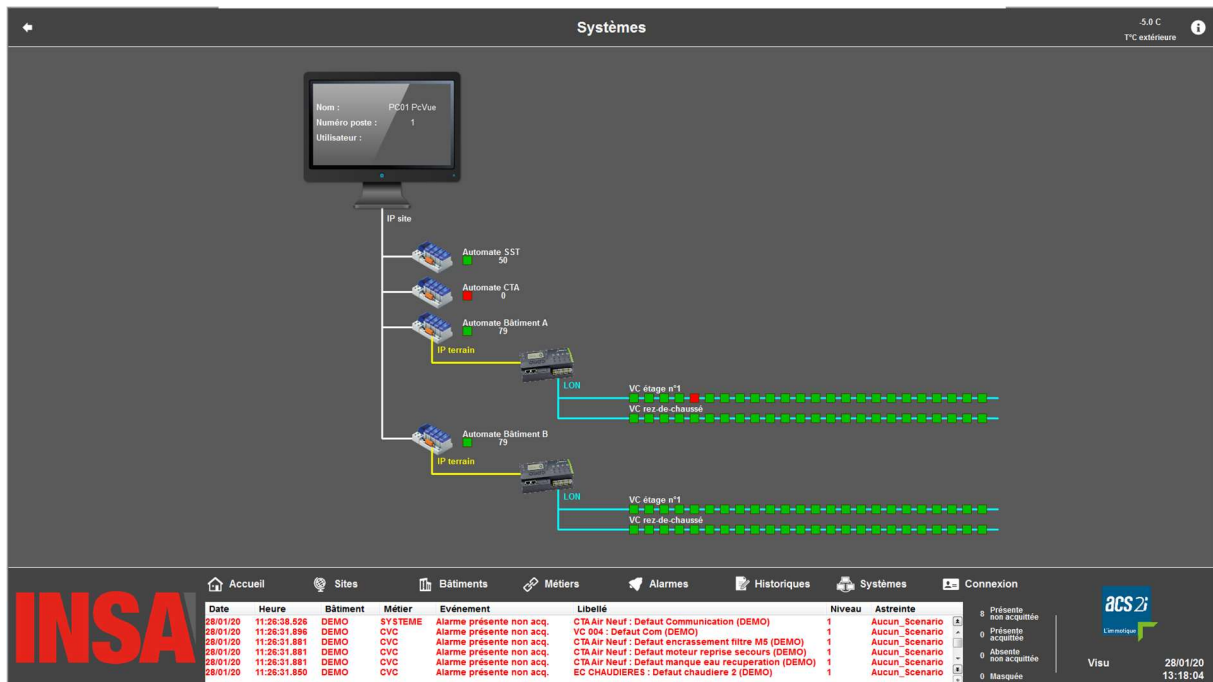 Systèmes
-5.0 C
T°C extérieure
Nom : PC01 PcVue
Numéro poste : 1
Utilisateur :
IP site
Automate SST
50
Automate CTA
0
Automate Bâtiment A
79
IP terrain
LON
VC étage n°1
VC rez-de-chaussé
Automate Bâtiment B
79
IP terrain
LON
VC étage n°1
VC rez-de-chaussé
Accueil Sites Bâtiments Métiers Alarmes Historiques Systèmes Connexion
INSA
Date Heure Bâtiment Métier Evénement Libellé Niveau Astreinte
28/01/20 11:26:38.526 DEMO SYSTEME Alarme présente non acq. CTA Air Neuf : Defaut Communication (DEMO) 1 Aucun_Scenario
28/01/20 11:26:31.896 DEMO CVC Alarme présente non acq. VC 004 : Defaut Com (DEMO) 1 Aucun_Scenario
28/01/20 11:26:31.881 DEMO CVC Alarme présente non acq. CTA Air Neuf : Defaut encrassement filtre M5 (DEMO) 1 Aucun_Scenario
28/01/20 11:26:31.881 DEMO CVC Alarme présente non acq. CTA Air Neuf : Defaut moteur reprise secours (DEMO) 1 Aucun_Scenario
28/01/20 11:26:31.881 DEMO CVC Alarme présente non acq. CTA Air Neuf : Defaut manque eau recuperation (DEMO) 1 Aucun_Scenario
28/01/20 11:26:31.850 DEMO CVC Alarme présente non acq. EC CHAUDIERES : Defaut chaudiere 2 (DEMO) 1 Aucun_Scenario
8 Présente non acquittée
0 Présente acquittée
0 Absente non acquittée
0 Masquée
acs2i
L'immotique
Visu 28/01/20
13:18:04